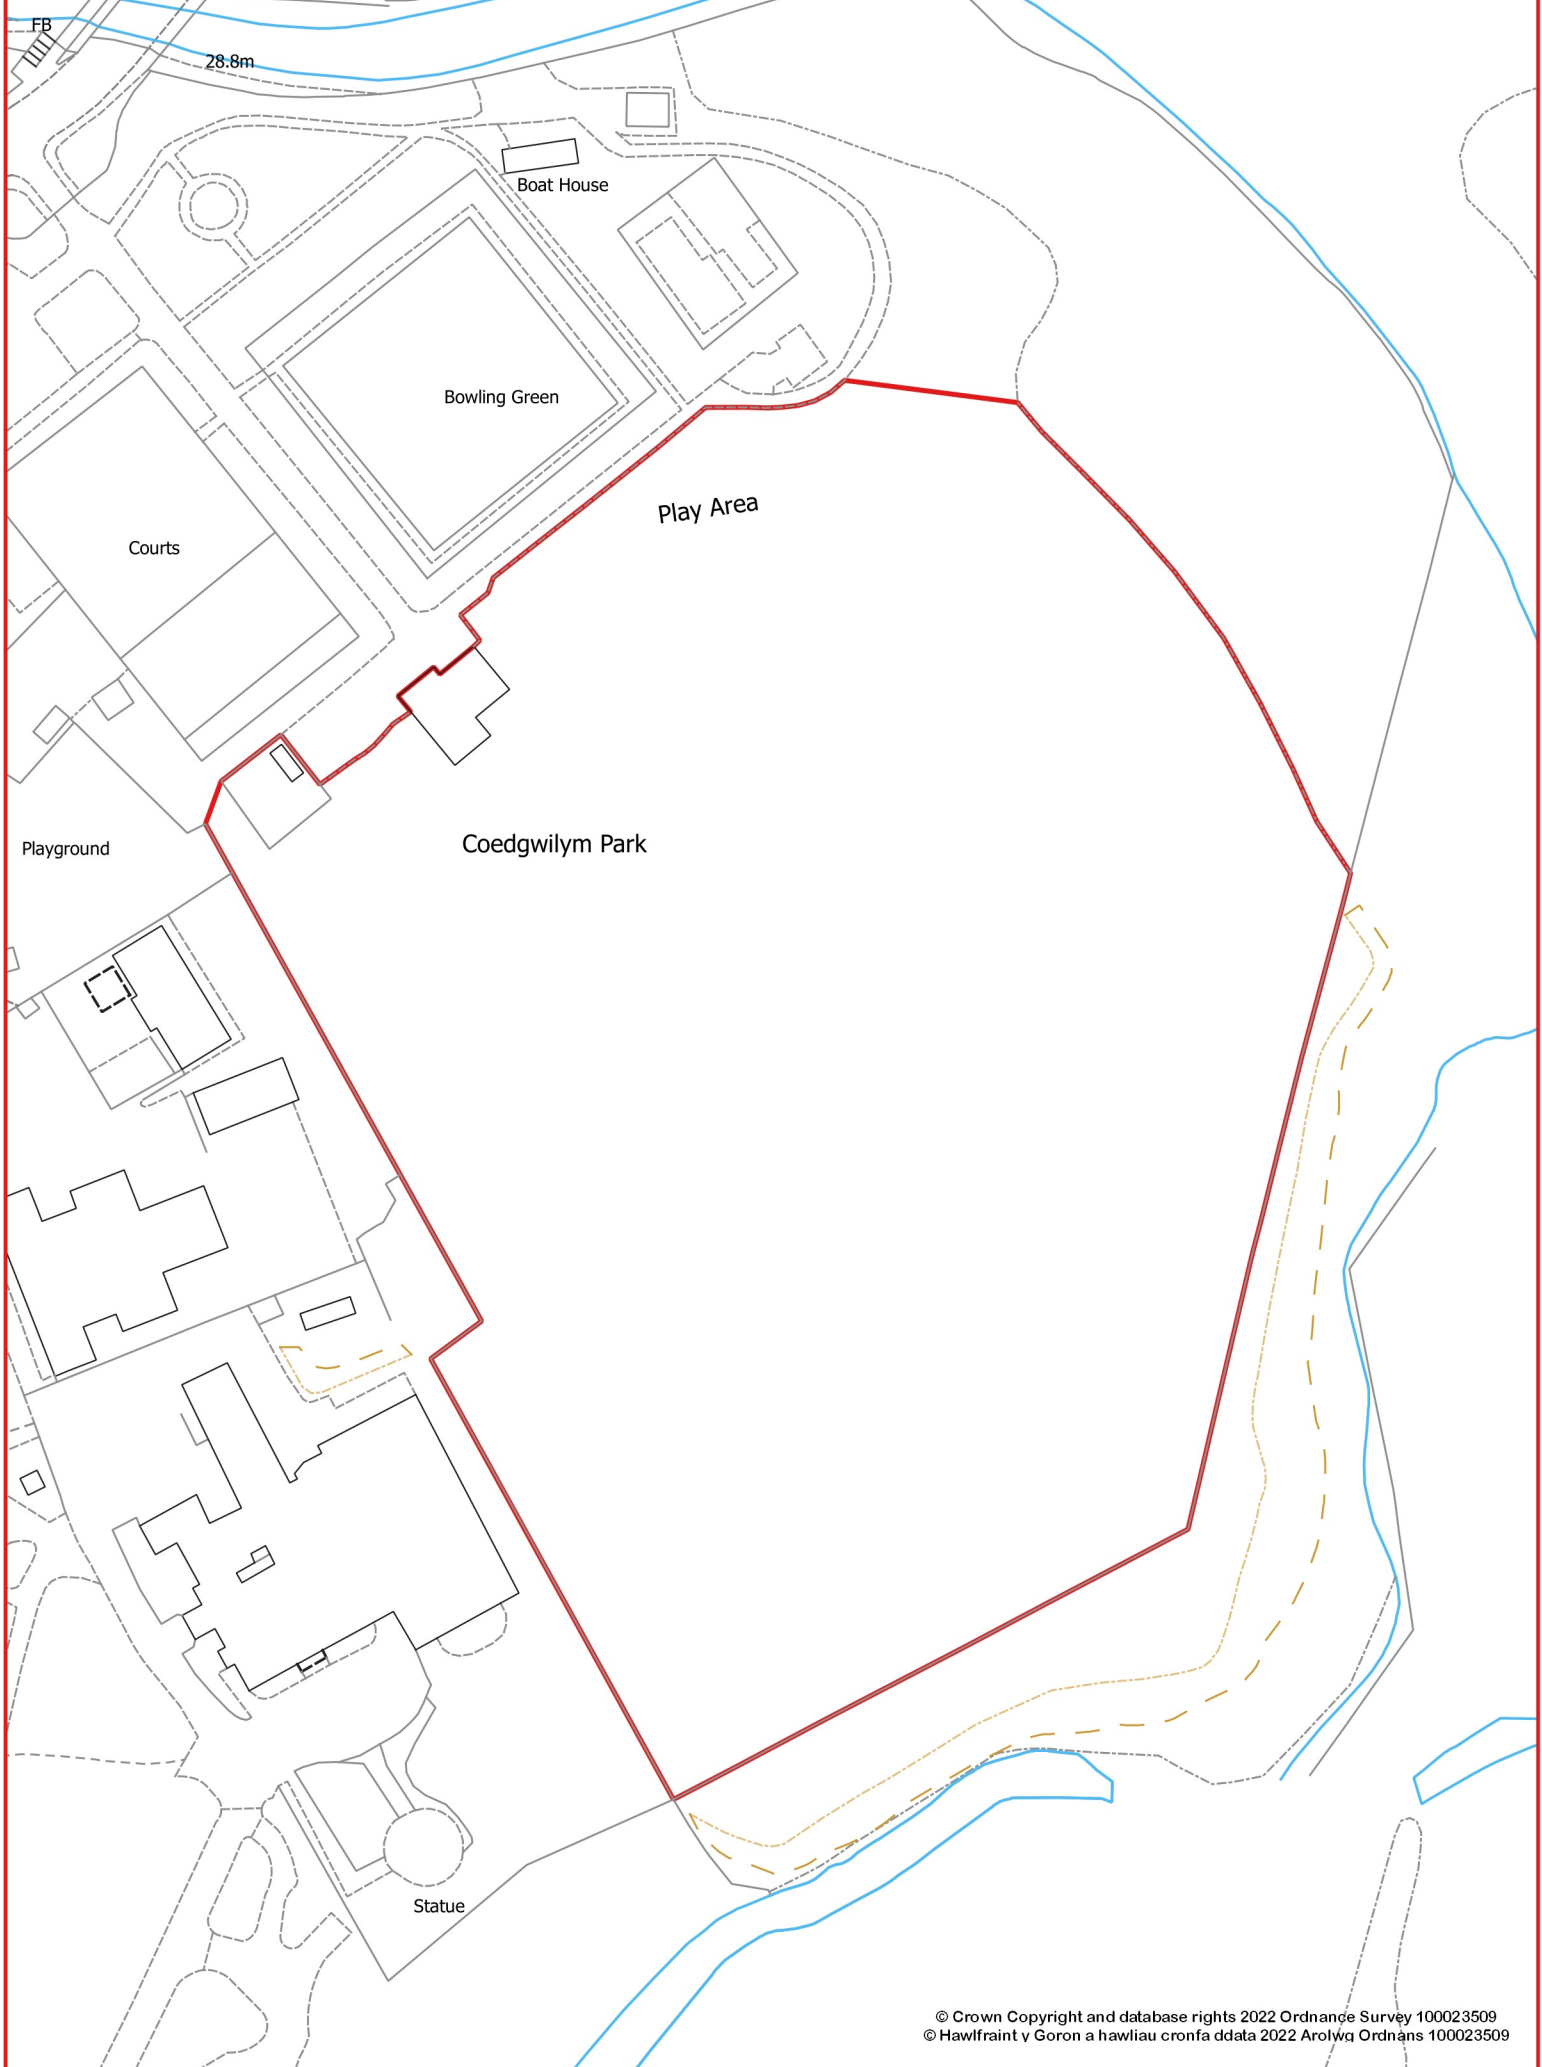 FB
28.8m
Boat House
Bowling Green
Play Area
Courts
Coedgwilym Park
Playground
Statue
© Crown Copyright and database rights 2022 Ordnance Survey 100023509
© Hawlfraint y Goron a hawliau cronfa ddata 2022 Arolwg Ordnans 100023509